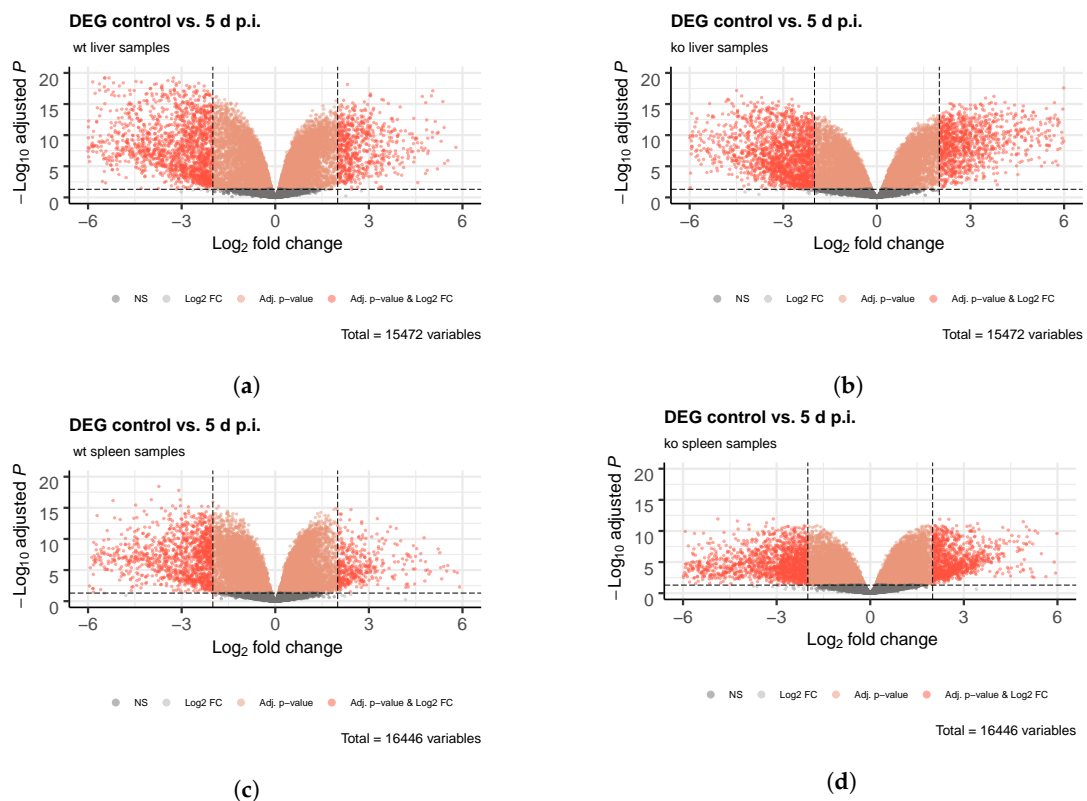 DEG control vs. 5 d p.i.
wt liver samples
20
15
10
5
0
−Log10 adjusted P
−6 −3 0 3 6
Log2 fold change
NS Log2 FC Adj. p−value Adj. p−value & Log2 FC
Total = 15472 variables
(a)
DEG control vs. 5 d p.i.
ko liver samples
20
15
10
5
0
−Log10 adjusted P
−6 −3 0 3 6
Log2 fold change
NS Log2 FC Adj. p−value Adj. p−value & Log2 FC
Total = 15472 variables
(b)
DEG control vs. 5 d p.i.
wt spleen samples
20
15
10
5
0
−Log10 adjusted P
−6 −3 0 3 6
Log2 fold change
NS Log2 FC Adj. p−value Adj. p−value & Log2 FC
Total = 16446 variables
(c)
DEG control vs. 5 d p.i.
ko spleen samples
20
15
10
5
0
−Log10 adjusted P
−6 −3 0 3 6
Log2 fold change
NS Log2 FC Adj. p−value Adj. p−value & Log2 FC
Total = 16446 variables
(d)